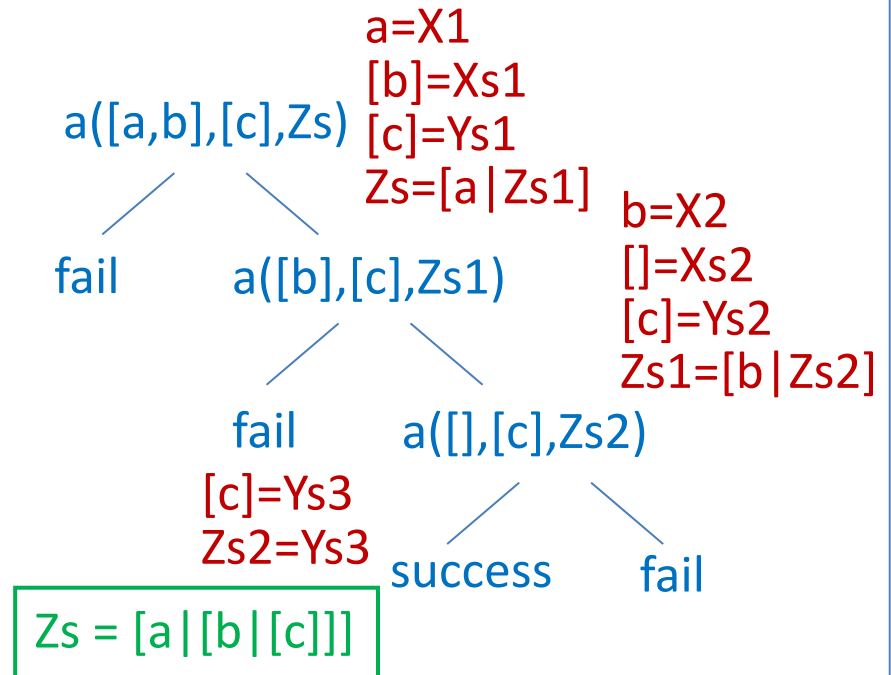 a=X1
[b]=Xs1
a([a,b],[c],Zs)
[c]=Ys1
Zs=[a|Zs1]
b=X2
[]=Xs2
fail
a([b],[c],Zs1)
[c]=Ys2
Zs1=[b|Zs2]
fail
a([],[c],Zs2)
[c]=Ys3
Zs2=Ys3
success
fail
Zs = [a|[b|[c]]]